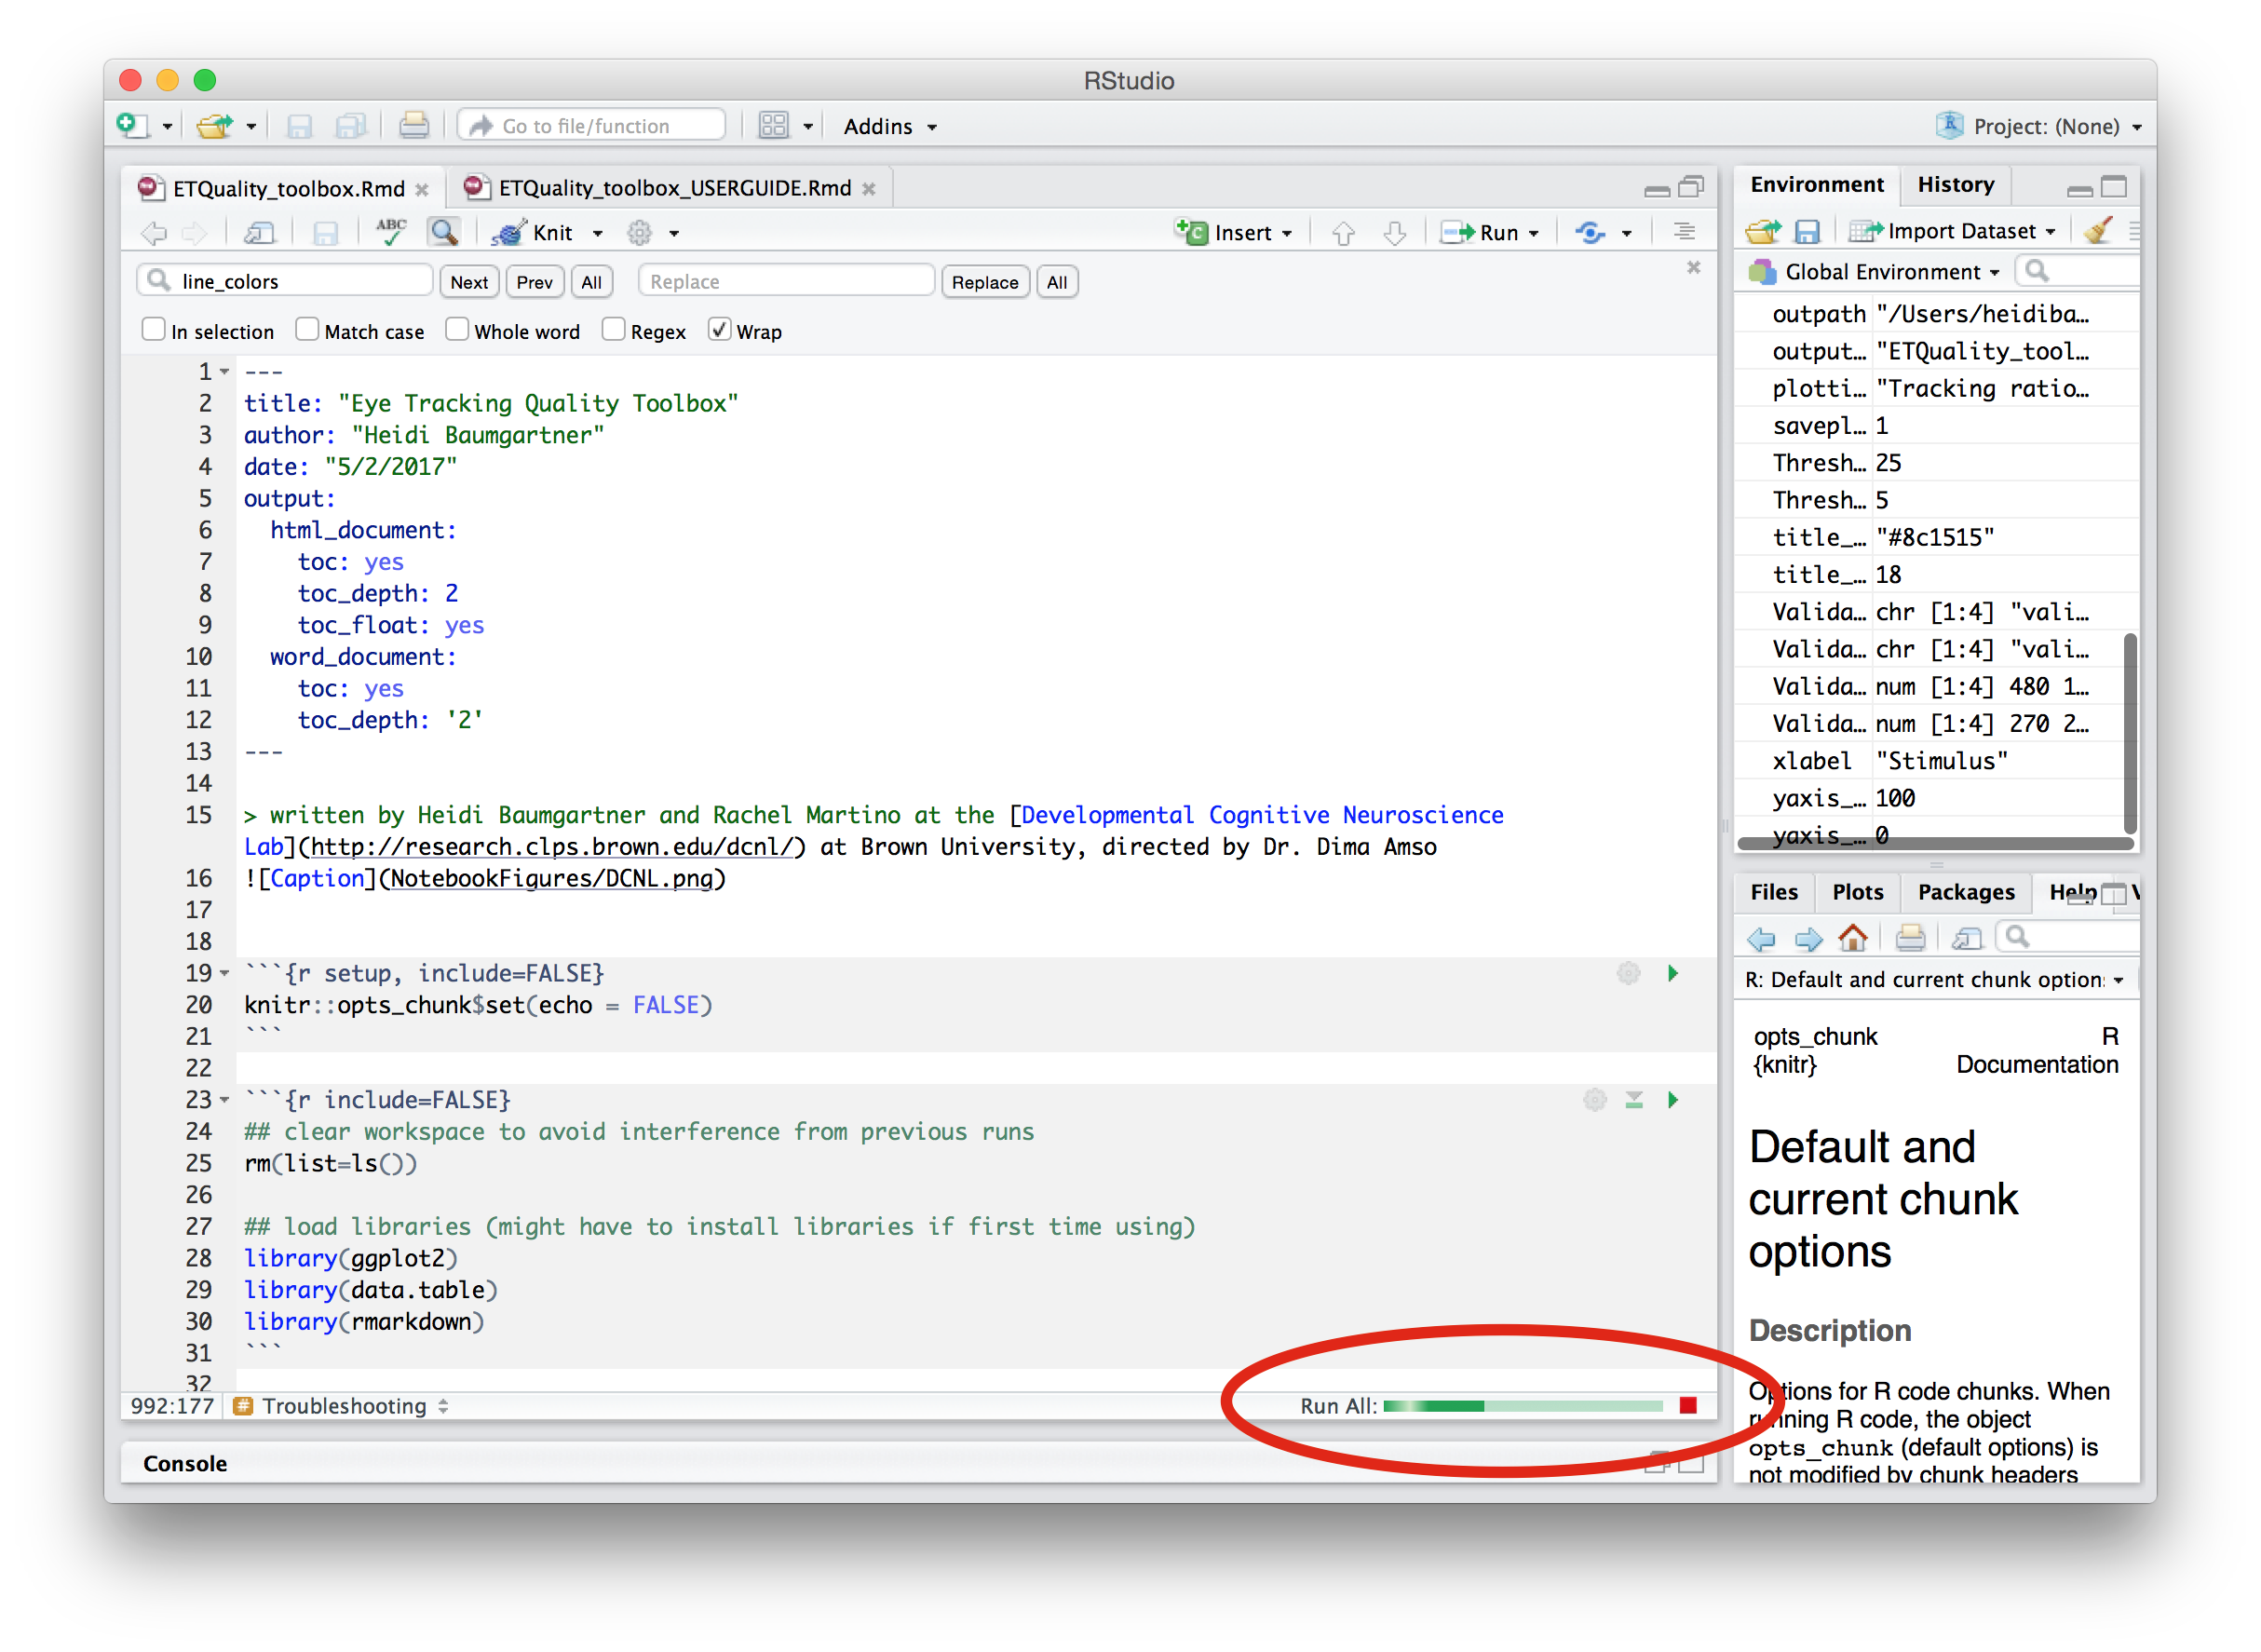 RStudio
Go to file/function
Addins
Project: (None)
ETQuality_toolbox.Rmd
ETQuality_toolbox_USERGUIDE.Rmd
ABC
Knit
Insert
Run
line_colors
Next
Prev
All
Replace
Replace
All
In selection
Match case
Whole word
Regex
Wrap
1 ---
2 title: "Eye Tracking Quality Toolbox"
3 author: "Heidi Baumgartner"
4 date: "5/2/2017"
5 output:
6 html_document:
7 toc: yes
8 toc_depth: 2
9 toc_float: yes
10 word_document:
11 toc: yes
12 toc_depth: '2'
13 ---
14
15 > written by Heidi Baumgartner and Rachel Martino at the [Developmental Cognitive Neuroscience
Lab](http://research.clps.brown.edu/dcnl/) at Brown University, directed by Dr. Dima Amso
16 ![Caption](NotebookFigures/DCNL.png)
17
18
19 ```{r setup, include=FALSE}
20 knitr::opts_chunk$set(echo = FALSE)
21 ```
22
23 ```{r include=FALSE}
24 ## clear workspace to avoid interference from previous runs
25 rm(list=ls())
26
27 ## load libraries (might have to install libraries if first time using)
28 library(ggplot2)
29 library(data.table)
30 library(rmarkdown)
31 ```
32
992:177
# Troubleshooting
Run All:
Console
Environment
History
Import Dataset
Global Environment
outpath "/Users/heidiba…
output… "ETQuality_tool…
plotti… "Tracking ratio…
savepl… 1
Thresh… 25
Thresh… 5
title_… "#8c1515"
title_… 18
Valida… chr [1:4] "vali…
Valida… chr [1:4] "vali…
Valida… num [1:4] 480 1…
Valida… num [1:4] 270 2…
xlabel "Stimulus"
yaxis_… 100
yaxis_… 0
Files
Plots
Packages
Help
V
R: Default and current chunk option
opts_chunk R
{knitr} Documentation
Default and
current chunk
options
Description
Options for R code chunks. When
running R code, the object
opts_chunk (default options) is
not modified by chunk headers